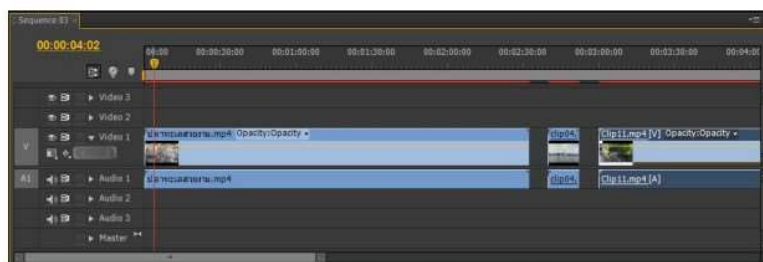 Sequence 03
00:00:04:02
00:00 00:00:30:00 00:01:00:00 00:01:30:00 00:02:00:00 00:02:30:00 00:03:00:00 00:03:30:00 00:04:00
Video 3
Video 2
V Video 1 .mp4 Opacity:Opacity clip04, Clip11.mp4 [V] Opacity:Opacity
A1 Audio 1 .mp4 clip04, Clip11.mp4 [A]
Audio 2
Audio 3
Master